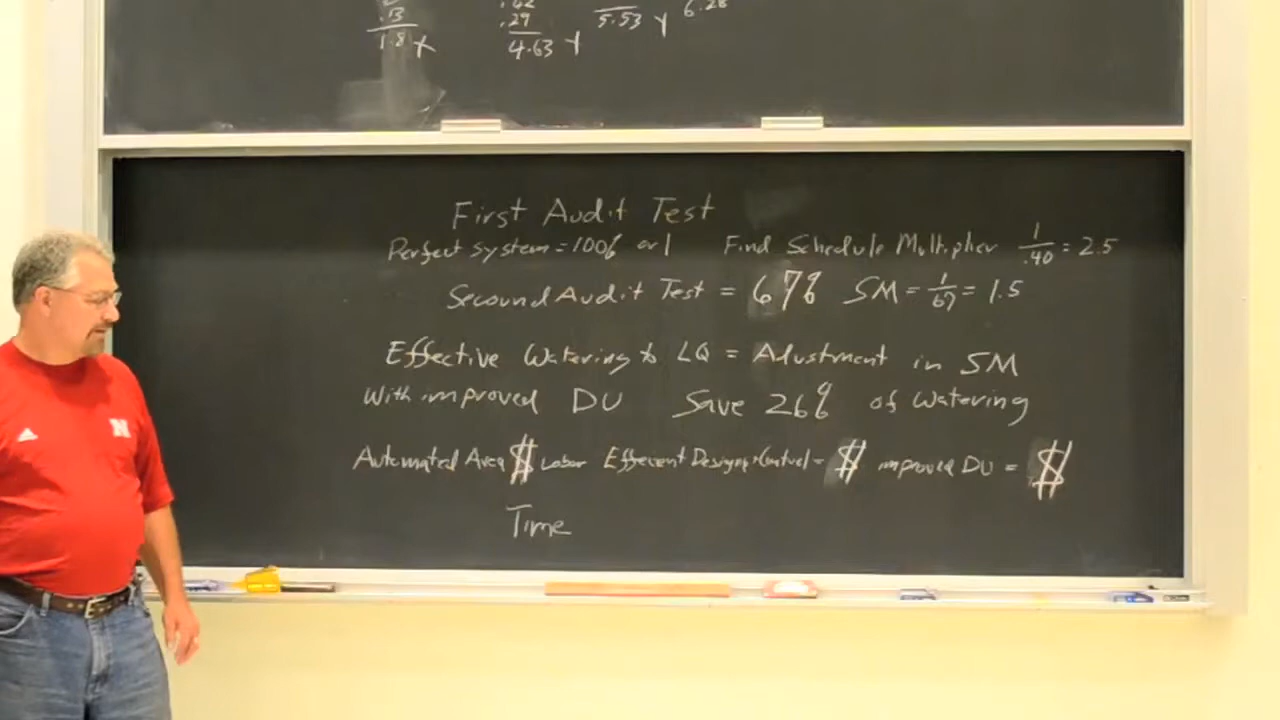 .13
1.8 x
.29
4.63 y
5.53 y
6.28
First Audit Test
Perfect system = 100% or 1 Find Schedule Multiplier 1/.40 = 2.5
Secound Audit Test = 67% SM = 1/67 = 1.5
Effective Watering to LQ = Adustment in SM
With improved DU Save 26% of Watering
Automated Area $ Labor Effecent Design + Control = $ improved DU = $
Time
N